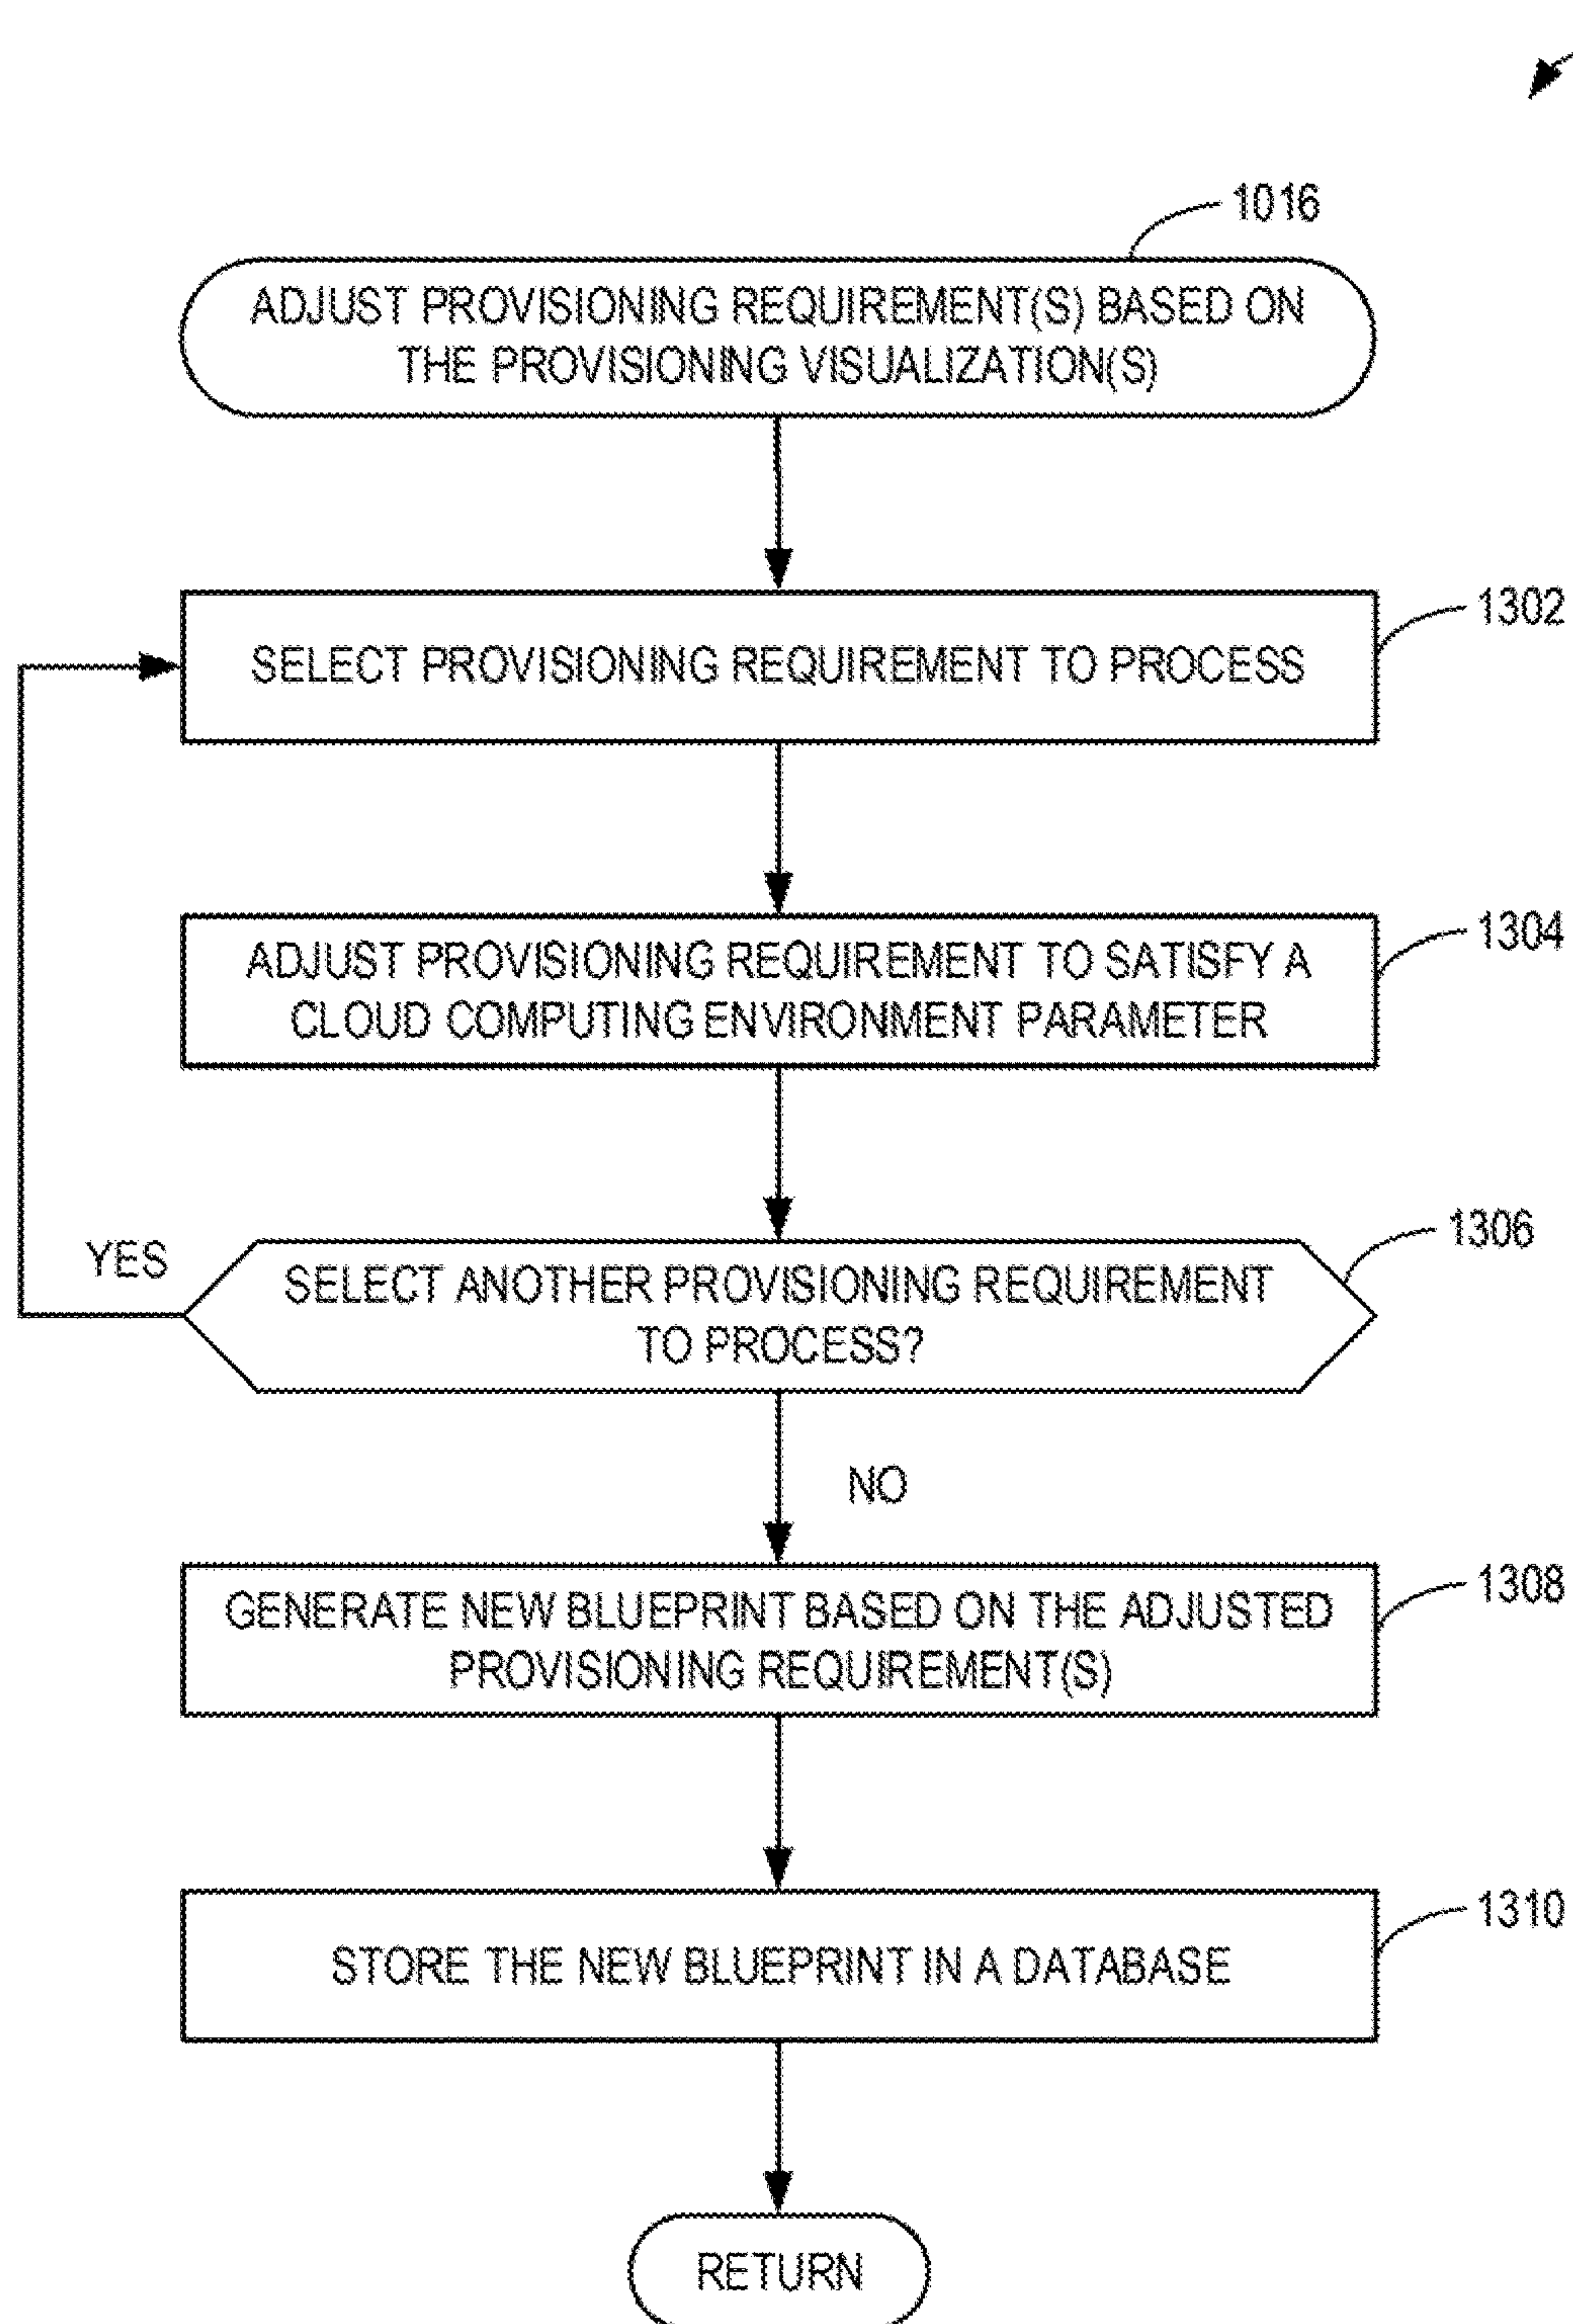 1016
ADJUST PROVISIONING REQUIREMENT(S) BASED ON
THE PROVISIONING VISUALIZATION(S)
1302
SELECT PROVISIONING REQUIREMENT TO PROCESS
1304
ADJUST PROVISIONING REQUIREMENT TO SATISFY A
CLOUD COMPUTING ENVIRONMENT PARAMETER
1306
YES
SELECT ANOTHER PROVISIONING REQUIREMENT
TO PROCESS?
NO
1308
GENERATE NEW BLUEPRINT BASED ON THE ADJUSTED
PROVISIONING REQUIREMENT(S)
1310
STORE THE NEW BLUEPRINT IN A DATABASE
RETURN